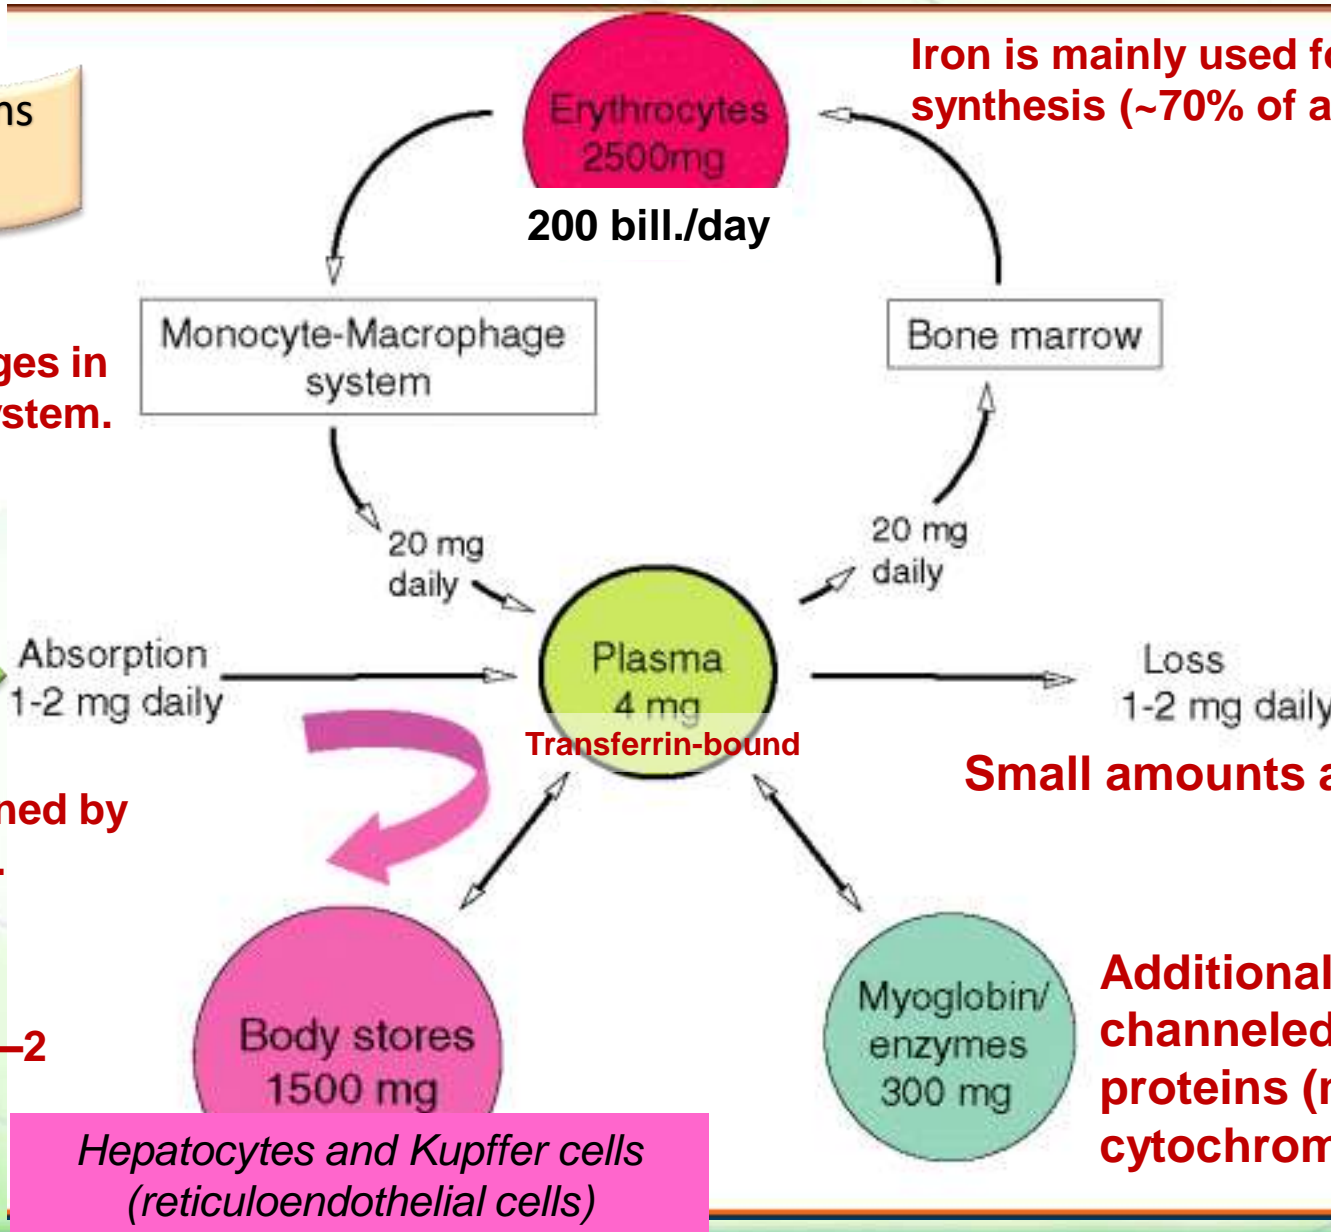 Iron is mainly used fo
synthesis (~70% of a
ns
Erythrocytes
2500mg
200 bill./day
Monocyte-Macrophage
system
Bone marrow
ges in
ystem.
20 mg
daily
20 mg
daily
Absorption
1-2 mg daily
Plasma
4 mg
Transferrin-bound
Loss
1-2 mg daily
Small amounts a
ned by
.
–2
Body stores
1500 mg
Hepatocytes and Kupffer cells
(reticuloendothelial cells)
Myoglobin/
enzymes
300 mg
Additional
channeled
proteins (
cytochrom